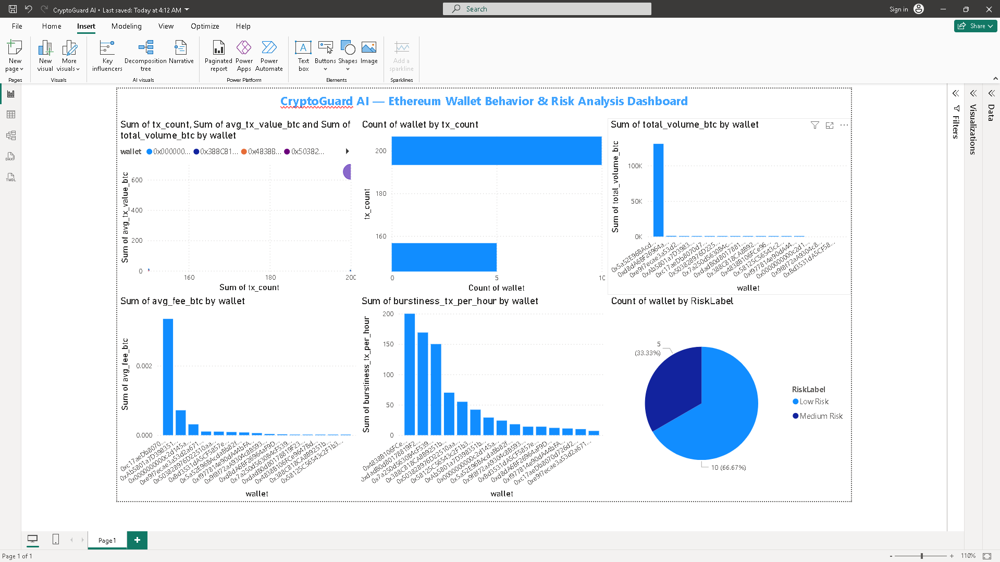 CryptoGuard AI • Last saved: Today at 4:12 AM
Search
Sign in
File
Home
Insert
Modeling
View
Optimize
Help
Share
New page
New visual
More visuals
Key influencers
Decomposition tree
Narrative
Paginated report
Power Apps
Power Automate
Text box
Buttons
Shapes
Image
Add a sparkline
Pages
Visuals
AI visuals
Power Platform
Elements
Sparklines
DAX
TMDL
CryptoGuard AI — Ethereum Wallet Behavior & Risk Analysis Dashboard
Sum of tx_count, Sum of avg_tx_value_btc and Sum of
total_volume_btc by wallet
wallet
0x000000...
0x388C81...
0x4838B...
0x50382...
Sum of avg_tx_value_btc
600
400
200
0
160
180
200
Sum of tx_count
Count of wallet by tx_count
tx_count
200
180
160
0
5
10
Count of wallet
Sum of total_volume_btc by wallet
Sum of total_volume_btc
100K
50K
0K
0x5a52E96BAcd...
0xd8dA6BF26964a...
0xe9f7ecae3a53d2...
0xAb5801a7D3983...
0xc17aeDb8070d7...
0x50382897​6D225...
0x7a250d5630B4c...
0xdadB0d8017881...
0x388C818CA8B92...
0x4838B106FCe96...
0x58125C56543c2...
0xf977814e90dA44...
0x0000000000c2d1...
0x9f8f72aA9304c8...
0xBd3531dA5CF58...
wallet
Sum of avg_fee_btc by wallet
Sum of avg_fee_btc
0.002
0.000
0xc17aeDb8070...
0xAb5801a7D398351...
0x0000000000c2d145a...
0xe9f7ecae3a53d2a671...
0x503828976D22510aa...
0xBd3531dA5CF5857e...
0x5a52E96BAcdaBb82f...
0xf977814e90dA44bFA...
0x9f8f72aA9304c8B593...
0xd8dA6BF26964aF9D...
0x7a250d5630B4cF539...
0xdadB0d80178819F23...
0x4838B106FCe9647Bd...
0x388C818CA8B9251b...
0x58125C56543c2F1b3...
wallet
Sum of burstiness_tx_per_hour by wallet
Sum of burstiness_tx_per_hour
200
150
100
50
0
0x4838B106FCe...
0xdadB0d80178819F2...
0x7a250d5630B4cF539...
0x388C818CA8B9251b...
0x503828976D22510aa...
0x58125C56543c2F1b3...
0xAb5801a7D398351b...
0x0000000000c2d145a...
0x5a52E96BAcdaBb82f...
0x9f8f72aA9304c8B593...
0xBd3531dA5CF5857e...
0xd8dA6BF26964aF9D...
0xf977814e90dA44bFA...
0xc17aeDb8070d726d2...
0xe9f7ecae3a53d2a671...
wallet
Count of wallet by RiskLabel
5
(33.33%)
10 (66.67%)
RiskLabel
Low Risk
Medium Risk
Filters
Visualizations
Data
Page1
Page 1 of 1
110%